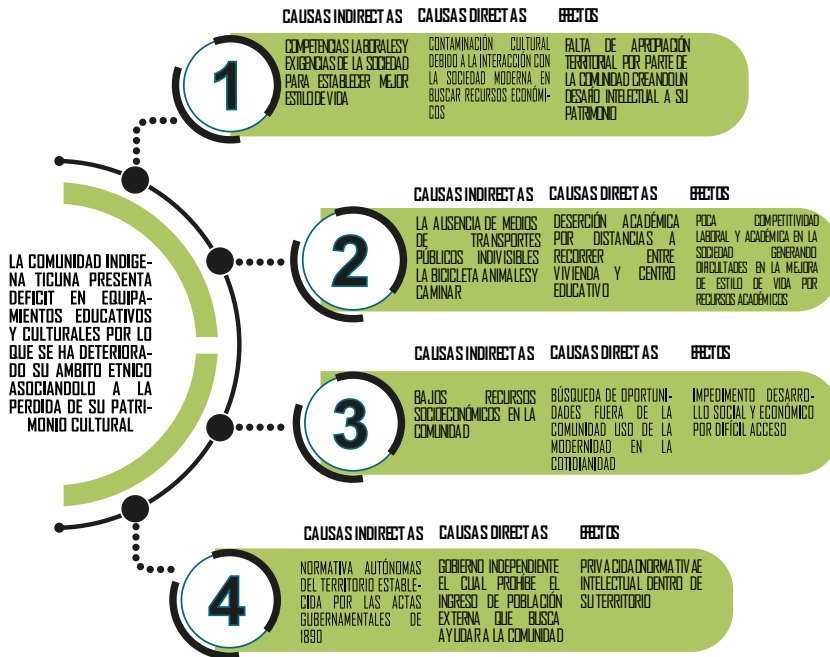 LA COMUNIDAD INDIGE-
NA TICUNA PRESENTA
DEFICIT EN EQUIPA-
MIENTOS EDUCATIVOS
Y CULTURALES POR LO
QUE SE HA DETERIORA-
DO SU AMBITO ETNICO
ASOCIANDOLO A LA
PERDIDA DE SU PATRI-
MONIO CULTURAL
1
CAUSAS INDIRECTAS
COMPETENCIAS LABORALES Y
EXIGENCIAS DE LA SOCIEDAD
PARA ESTABLECER MEJOR
ESTILO DE VIDA
CAUSAS DIRECTAS
CONTAMINACIÓN CULTURAL
DEBIDO A LA INTERACCIÓN CON
LA SOCIEDAD MODERNA EN
BUSCAR RECURSOS ECONÓMI-
COS
EFECTOS
FALTA DE APROPIACIÓN
TERRITORIAL POR PARTE DE
LA COMUNIDAD CREANDO UN
DESAFÍO INTELECTUAL A SU
PATRIMONIO
2
CAUSAS INDIRECTAS
LA AUSENCIA DE MEDIOS
DE TRANSPORTES
PÚBLICOS INDIVISIBLES
LA BICICLETA ANIMALES Y
CAMINAR
CAUSAS DIRECTAS
DESERCIÓN ACADÉMICA
POR DISTANCIAS A
RECORRER ENTRE
VIVIENDA Y CENTRO
EDUCATIVO
EFECTOS
POCA COMPETITIVIDAD
LABORAL Y ACADÉMICA EN LA
SOCIEDAD GENERANDO
DIFICULTADES EN LA MEJORA
DE ESTILO DE VIDA POR
RECURSOS ACADÉMICOS
3
CAUSAS INDIRECTAS
BAJOS RECURSOS
SOCIOECONÓMICOS EN LA
COMUNIDAD
CAUSAS DIRECTAS
BÚSQUEDA DE OPORTUNI-
DADES FUERA DE LA
COMUNIDAD USO DE LA
MODERNIDAD EN LA
COTIDIANIDAD
EFECTOS
IMPEDIMENTO DESARRO-
LLO SOCIAL Y ECONÓMICO
POR DIFÍCIL ACCESO
4
CAUSAS INDIRECTAS
NORMATIVA AUTÓNOMAS
DEL TERRITORIO ESTABLE-
CIDA POR LAS ACTAS
GUBERNAMENTALES DE
1890
CAUSAS DIRECTAS
GOBIERNO INDEPENDIENTE
EL CUAL PROHÍBE EL
INGRESO DE POBLACIÓN
EXTERNA QUE BUSCA
AYUDAR A LA COMUNIDAD
EFECTOS
PRIVACIDAD NORMATIVA E
INTELECTUAL DENTRO DE
SU TERRITORIO